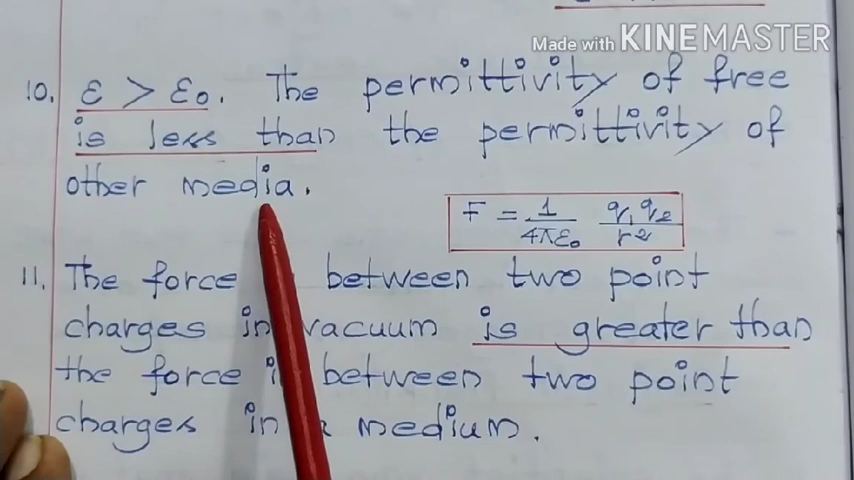 Made with KINEMASTER
10. ε > ε₀. The permittivity of free
is less than the permittivity of
other media.
F = 1/4πε₀ q₁q₂/r²
11. The force between two point
charges in vacuum is greater than
the force between two point
charges in medium.